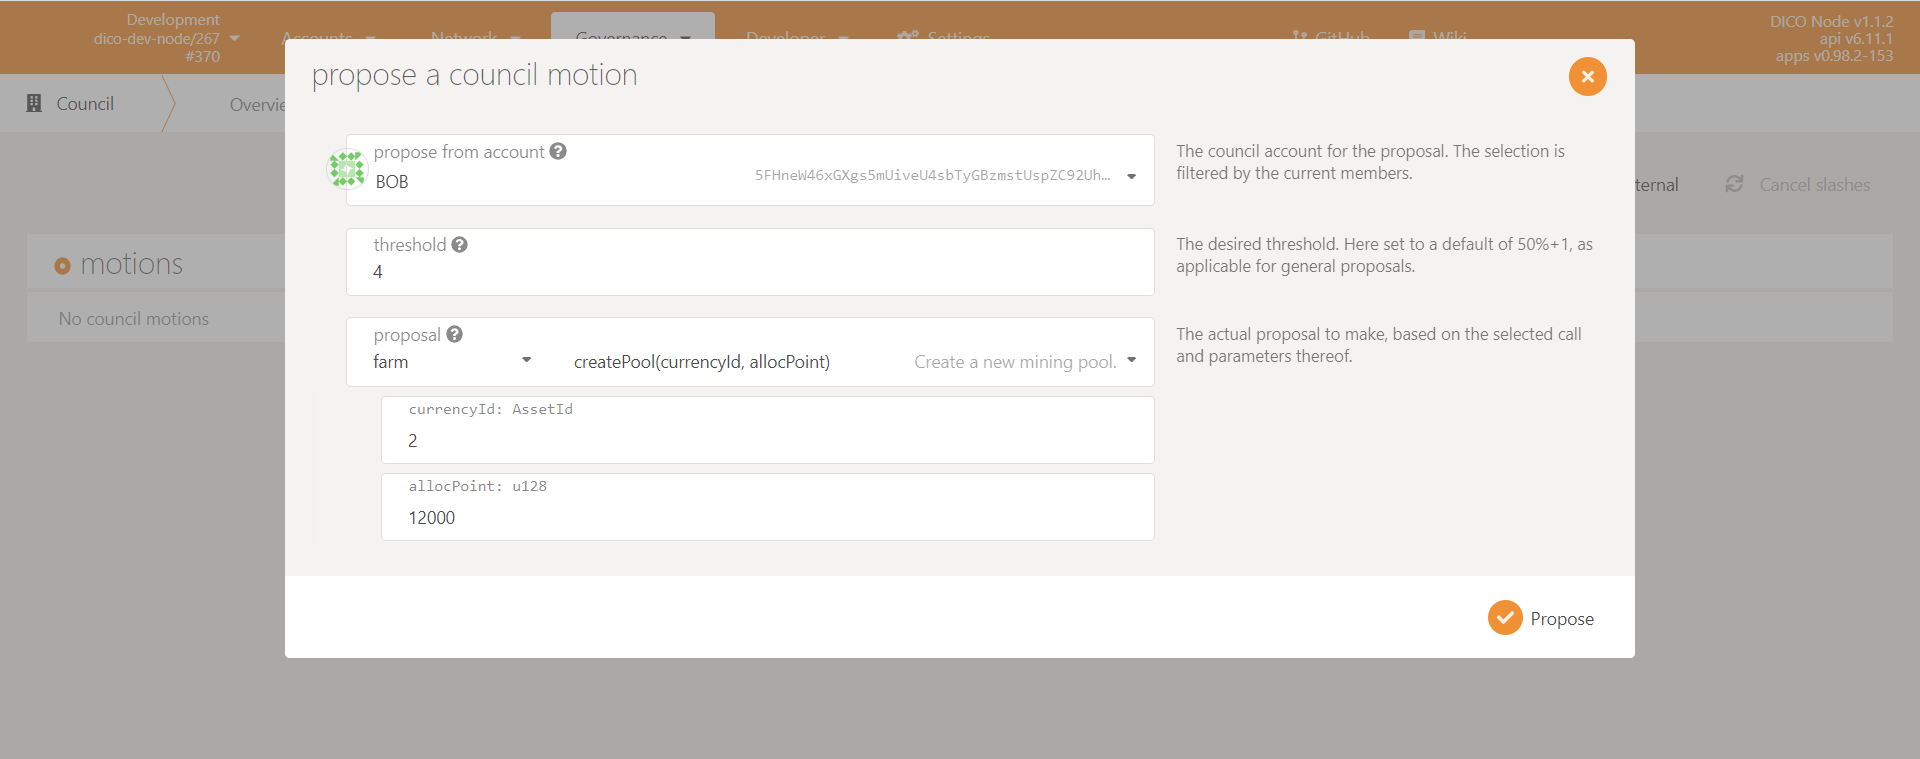 Development
dico-dev-node/267
#370
Accounts
Network
Governance
Developer
Settings
GitHub
Wiki
DICO Node v1.1.2
api v6.11.1
apps v0.98.2-153
propose a council motion
Council
propose from account
BOB
5FHneW46xGXgs5mUiveU4sbTyGBzmstUspZC92Uh...
The council account for the proposal. The selection is
filtered by the current members.
Cancel slashes
threshold
4
The desired threshold. Here set to a default of 50%+1, as
applicable for general proposals.
motions
No council motions
proposal
farm
createPool(currencyId, allocPoint)
Create a new mining pool.
The actual proposal to make, based on the selected call
and parameters thereof.
currencyId: AssetId
2
allocPoint: u128
12000
Propose